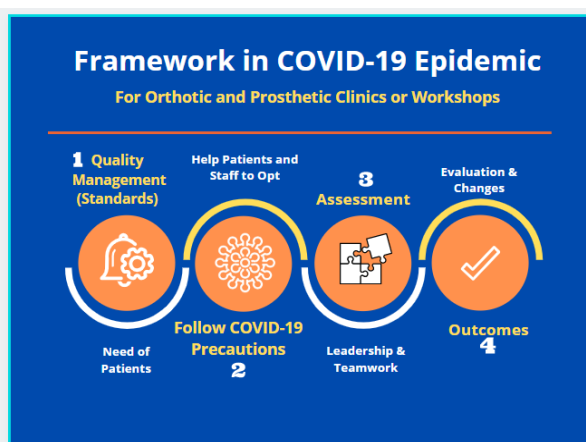 Framework in COVID-19 Epidemic
For Orthotic and Prosthetic Clinics or Workshops
1 Quality
Management
(Standards)
Need of
Patients
Help Patients and
Staff to Opt
Follow COVID-19
Precautions
2
3
Assessment
Leadership &
Teamwork
Evaluation &
Changes
Outcomes
4